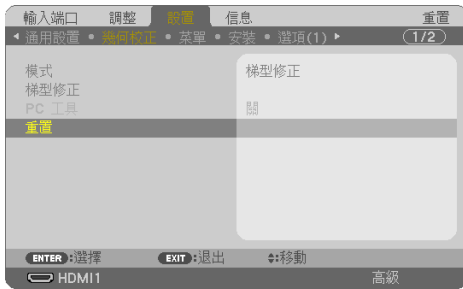 輸入端口 調整 設置 信息 重置
◂ 通用設置 • 幾何校正 • 菜單 • 安裝 • 選項(1) ▸ 1/2
模式 梯型修正
梯型修正
PC 工具 關
重置
ENTER :選擇 EXIT :退出 ♦:移動
HDMI1 高級